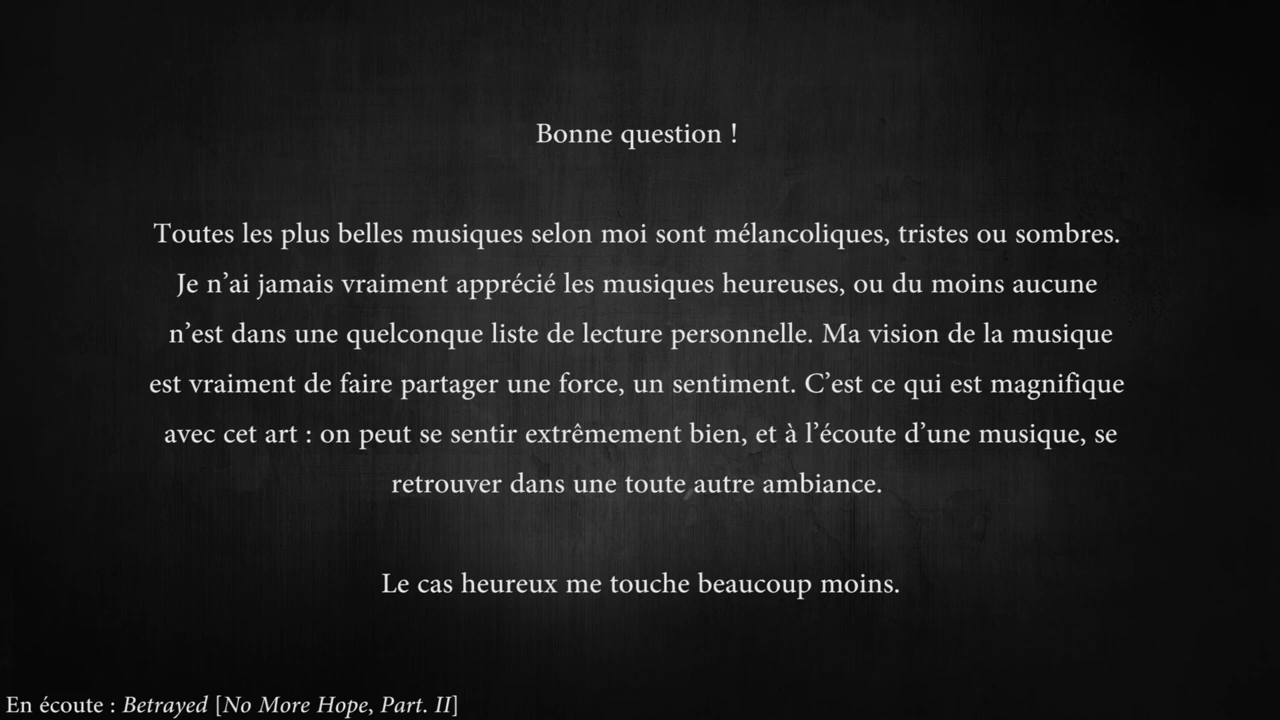 Bonne question !
Toutes les plus belles musiques selon moi sont mélancoliques, tristes ou sombres.
Je n’ai jamais vraiment apprécié les musiques heureuses, ou du moins aucune
n’est dans une quelconque liste de lecture personnelle. Ma vision de la musique
est vraiment de faire partager une force, un sentiment. C’est ce qui est magnifique
avec cet art : on peut se sentir extrêmement bien, et à l’écoute d’une musique, se
retrouver dans une toute autre ambiance.
Le cas heureux me touche beaucoup moins.
En écoute : Betrayed [No More Hope, Part. II]